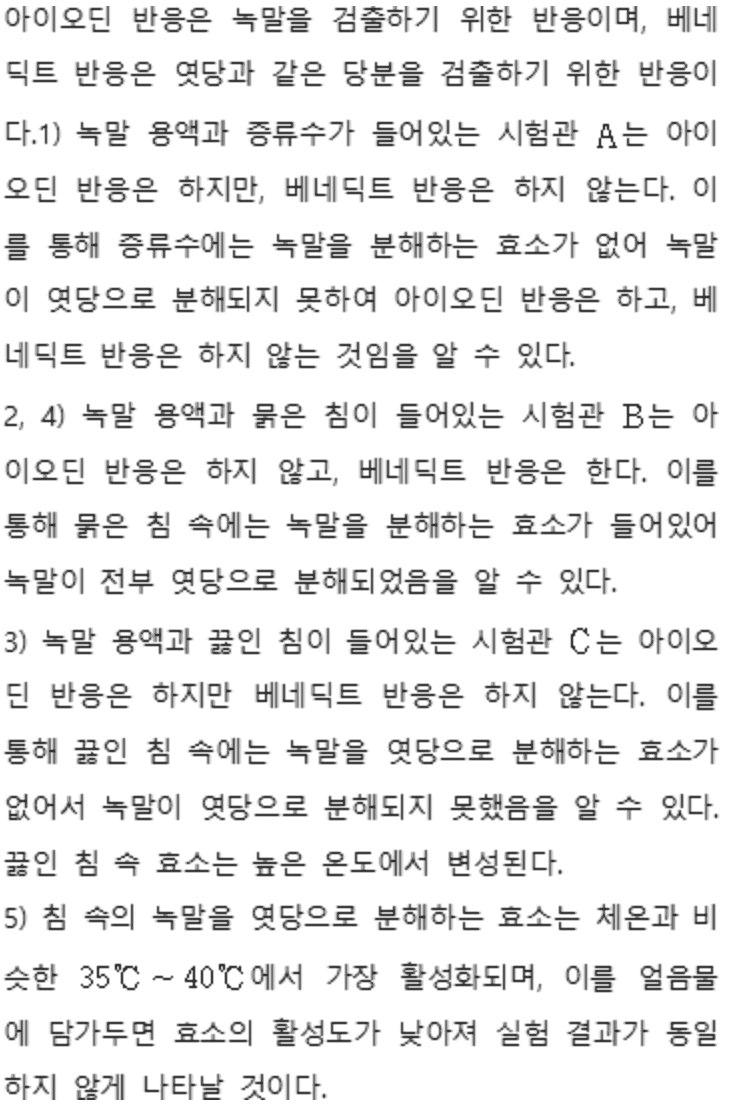 아이오딘 반응은 녹말을 검출하기 위한 반응이며, 베네
딕트 반응은 엿당과 같은 당분을 검출하기 위한 반응이
다.1) 녹말 용액과 증류수가 들어있는 시험관 A는 아이
오딘 반응은 하지만, 베네딕트 반응은 하지 않는다. 이
를 통해 증류수에는 녹말을 분해하는 효소가 없어 녹말
이 엿당으로 분해되지 못하여 아이오딘 반응은 하고, 베
네딕트 반응은 하지 않는 것임을 알 수 있다.
2, 4) 녹말 용액과 묽은 침이 들어있는 시험관 B는 아
이오딘 반응은 하지 않고, 베네딕트 반응은 한다. 이를
통해 묽은 침 속에는 녹말을 분해하는 효소가 들어있어
녹말이 전부 엿당으로 분해되었음을 알 수 있다.
3) 녹말 용액과 끓인 침이 들어있는 시험관 C는 아이오
딘 반응은 하지만 베네딕트 반응은 하지 않는다. 이를
통해 끓인 침 속에는 녹말을 엿당으로 분해하는 효소가
없어서 녹말이 엿당으로 분해되지 못했음을 알 수 있다.
끓인 침 속 효소는 높은 온도에서 변성된다.
5) 침 속의 녹말을 엿당으로 분해하는 효소는 체온과 비
슷한 35℃ ~ 40℃에서 가장 활성화되며, 이를 얼음물
에 담가두면 효소의 활성도가 낮아져 실험 결과가 동일
하지 않게 나타날 것이다.